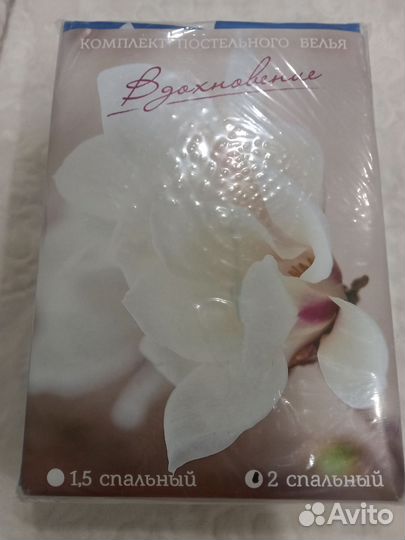 КОМПЛЕКТ ПОСТЕЛЬНОГО БЕЛЬЯ
Вдохновение
1,5 спальный
2 спальный
Avito